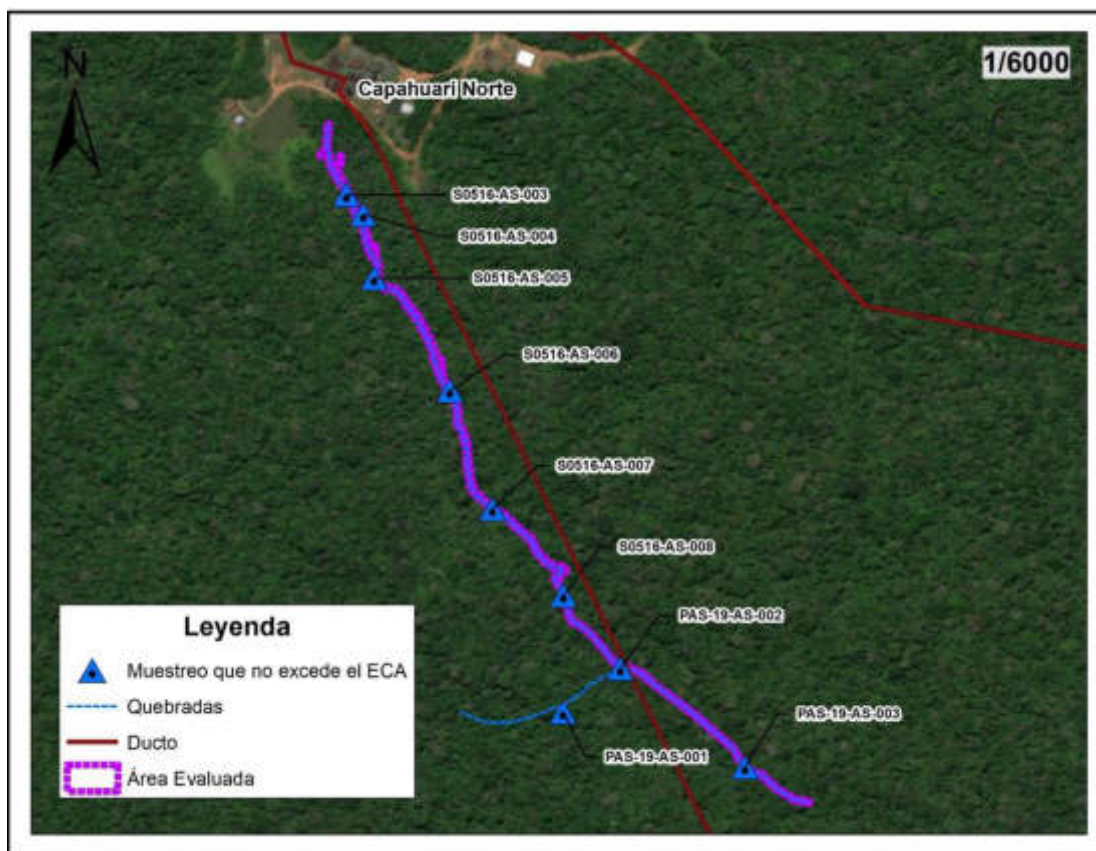 1/6000
N
Capahuari Norte
S0516-AS-003
S0516-AS-004
S0516-AS-005
S0516-AS-006
S0516-AS-007
S0516-AS-008
PAS-19-AS-002
PAS-19-AS-003
PAS-19-AS-001
Leyenda
Muestreo que no excede el ECA
Quebradas
Ducto
Área Evaluada